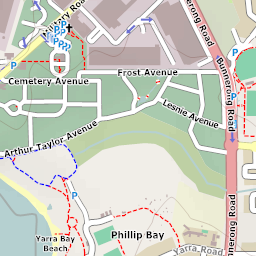 Military Road
P
P
P
P
P
P
Bunnerong Road
Frost Avenue
Cemetery Avenue
Lesnie Avenue
P
Arthur Taylor Avenue
P
Bunnerong Road
P
Phillip Bay
Yarra Bay
Beach
Yarra Road